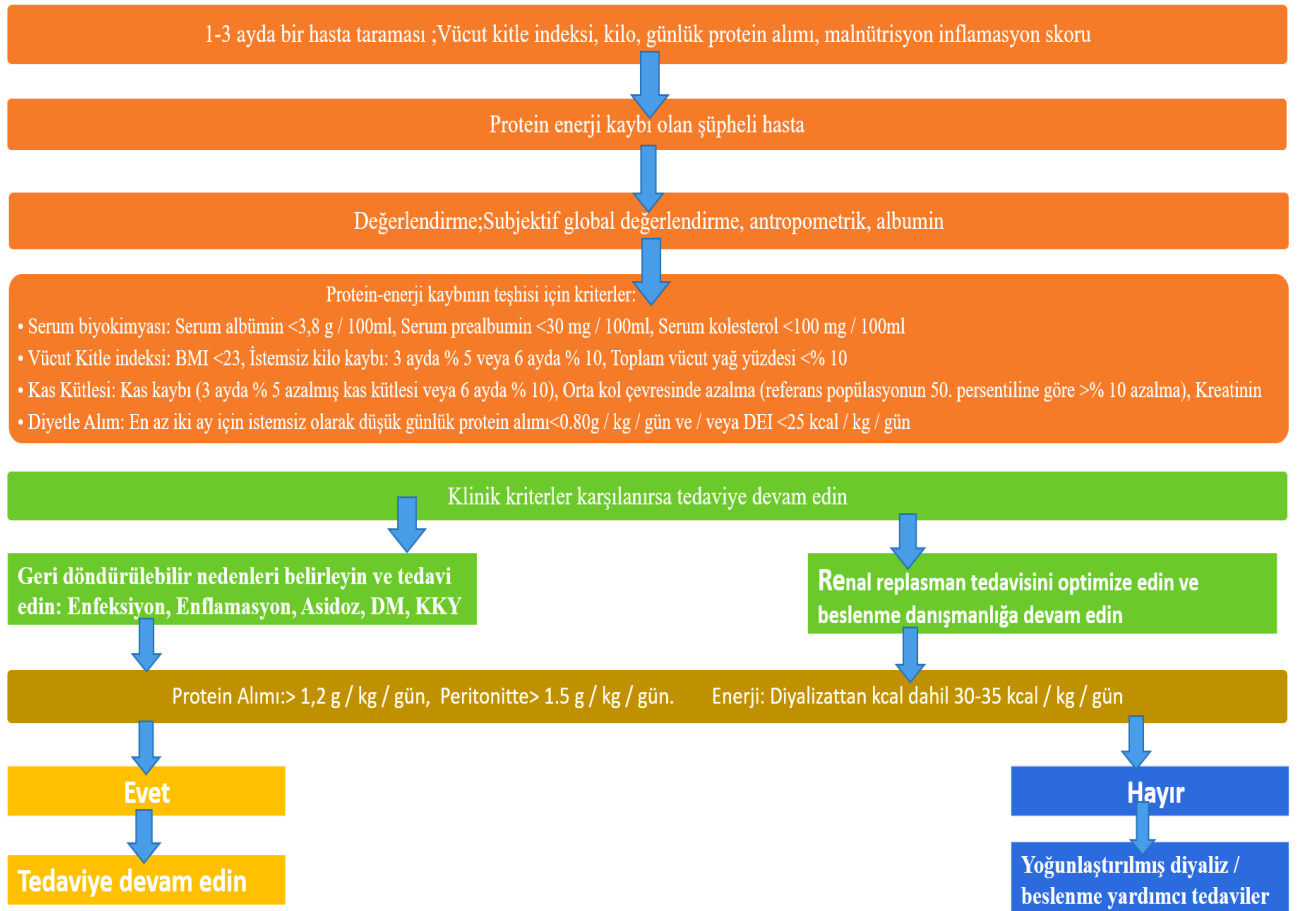 1-3 ayda bir hasta taraması ;Vücut kitle indeksi, kilo, günlük protein alımı, malnütrisyon inflamasyon skoru
Protein enerji kaybı olan şüpheli hasta
Değerlendirme;Subjektif global değerlendirme, antropometrik, albumin
Protein-enerji kaybının teşhisi için kriterler:
• Serum biyokimyası: Serum albümin <3,8 g / 100ml, Serum prealbumin <30 mg / 100ml, Serum kolesterol <100 mg / 100ml
• Vücut Kitle indeksi: BMI <23, İstemsiz kilo kaybı: 3 ayda % 5 veya 6 ayda % 10, Toplam vücut yağ yüzdesi <% 10
• Kas Kütlesi: Kas kaybı (3 ayda % 5 azalmış kas kütlesi veya 6 ayda % 10), Orta kol çevresinde azalma (referans popülasyonun 50. persentiline göre >% 10 azalma), Kreatinin
• Diyetle Alım: En az iki ay için istemsiz olarak düşük günlük protein alımı<0.80g / kg / gün ve / veya DEI <25 kcal / kg / gün
Klinik kriterler karşılanırsa tedaviye devam edin
Geri döndürülebilir nedenleri belirleyin ve tedavi
edin: Enfeksiyon, Enflamasyon, Asidoz, DM, KKY
Renal replasman tedavisini optimize edin ve
beslenme danışmanlığa devam edin
Protein Alımı:> 1,2 g / kg / gün, Peritonitte> 1.5 g / kg / gün. Enerji: Diyalizattan kcal dahil 30-35 kcal / kg / gün
Evet
Hayır
Tedaviye devam edin
Yoğunlaştırılmış diyaliz /
beslenme yardımcı tedaviler